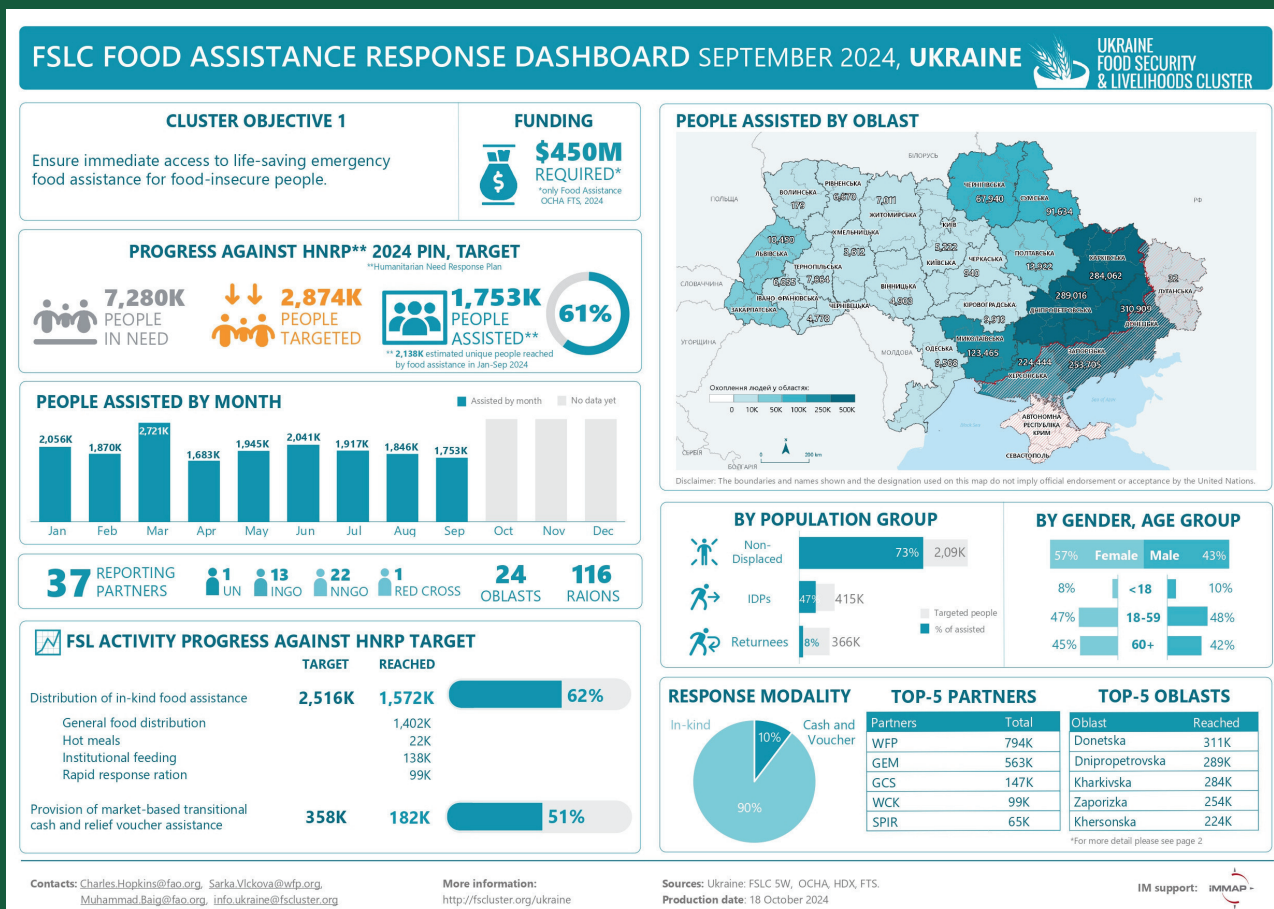 FSLC FOOD ASSISTANCE RESPONSE DASHBOARD SEPTEMBER 2024, UKRAINE
UKRAINE
FOOD SECURITY
& LIVELIHOODS CLUSTER
CLUSTER OBJECTIVE 1
Ensure immediate access to life-saving emergency
food assistance for food-insecure people.
FUNDING
$450M
REQUIRED*
*only Food Assistance
OCHA FTS, 2024
$
PROGRESS AGAINST HNRP** 2024 PIN, TARGET
**Humanitarian Need Response Plan
7,280K
PEOPLE
IN NEED
2,874K
PEOPLE
TARGETED
1,753K
PEOPLE
ASSISTED**
61%
** 2,138K estimated unique people reached
by food assistance in Jan-Sep 2024
PEOPLE ASSISTED BY MONTH
Assisted by month
No data yet
2,056K
1,870K
2,721K
1,683K
1,945K
2,041K
1,917K
1,846K
1,753K
Jan Feb Mar Apr May Jun Jul Aug Sep Oct Nov Dec
37 REPORTING
PARTNERS
1
UN
13
INGO
22
NNGO
1
RED CROSS
24
OBLASTS
116
RAIONS
FSL ACTIVITY PROGRESS AGAINST HNRP TARGET
TARGET REACHED
Distribution of in-kind food assistance 2,516K 1,572K 62%
General food distribution 1,402K
Hot meals 22K
Institutional feeding 138K
Rapid response ration 99K
Provision of market-based transitional
cash and relief voucher assistance 358K 182K 51%
PEOPLE ASSISTED BY OBLAST
БІЛОРУСЬ
ПОЛЬЩА
РФ
СЛОВАЧЧИНА
УГОРЩИНА
МОЛДОВА
СЕРБІЯ
БОЛГАРІЯ
ВОЛИНСЬКА
179
РІВНЕНСЬКА
7,011
ЖИТОМИРСЬКА
КИЇВ
ЧЕРНІГІВСЬКА
67,940
СУМСЬКА
91,634
ЛЬВІВСЬКА
ХМЕЛЬНИЦЬКА
ТЕРНОПІЛЬСЬКА
7,664
КИЇВСЬКА
ЧЕРКАСЬКА
ПОЛТАВСЬКА
ХАРКІВСЬКА
284,062
32
ЛУГАНСЬКА
ІВАНО-ФРАНКІВСЬКА
ЗАКАРПАТСЬКА
4,778
ЧЕРНІВЕЦЬКА
ВІННИЦЬКА
КІРОВОГРАДСЬКА
289,016
ДНІПРОПЕТРОВСЬКА
310,909
ДОНЕЦЬКА
МИКОЛАЇВСЬКА
123,465
ОДЕСЬКА
224,444
ХЕРСОНСЬКА
ЗАПОРІЗЬКА
253,705
АВТОНОМНА
РЕСПУБЛІКА
КРИМ
СЕВАСТОПОЛЬ
Охоплення людей у областях:
0 10K 50K 100K 250K 500K
N
0 200 km
Disclaimer: The boundaries and names shown and the designation used on this map do not imply official endorsement or acceptance by the United Nations.
BY POPULATION GROUP
Non-
Displaced
73% 2,09K
IDPs 47% 415K
Returnees 8% 366K
Targeted people
% of assisted
BY GENDER, AGE GROUP
57% Female Male 43%
8% <18 10%
47% 18-59 48%
45% 60+ 42%
RESPONSE MODALITY
In-kind
Cash and
Voucher
10%
90%
TOP-5 PARTNERS
Partners Total
WFP 794K
GEM 563K
GCS 147K
WCK 99K
SPIR 65K
TOP-5 OBLASTS
Oblast Reached
Donetska 311K
Dnipropetrovska 289K
Kharkivska 284K
Zaporizka 254K
Khersonska 224K
*For more detail please see page 2
Contacts: Charles.Hopkins@fao.org, Sarka.Vlckova@wfp.org,
Muhammad.Baig@fao.org, info.ukraine@fscluster.org
More information:
http://fscluster.org/ukraine
Sources: Ukraine: FSLC 5W, OCHA, HDX, FTS.
Production date: 18 October 2024
IM support: iMMAP